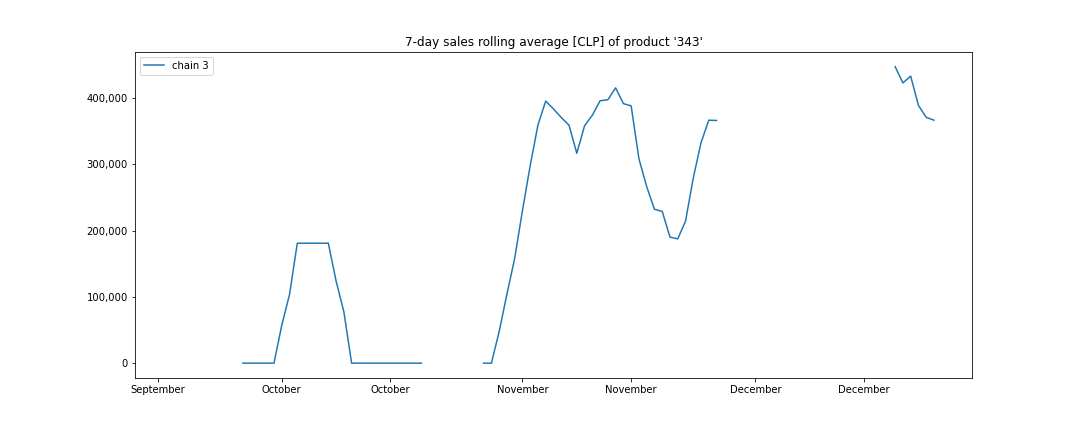 7-day sales rolling average [CLP] of product '343'
chain 3
400,000
300,000
200,000
100,000
0
September October October November November December December